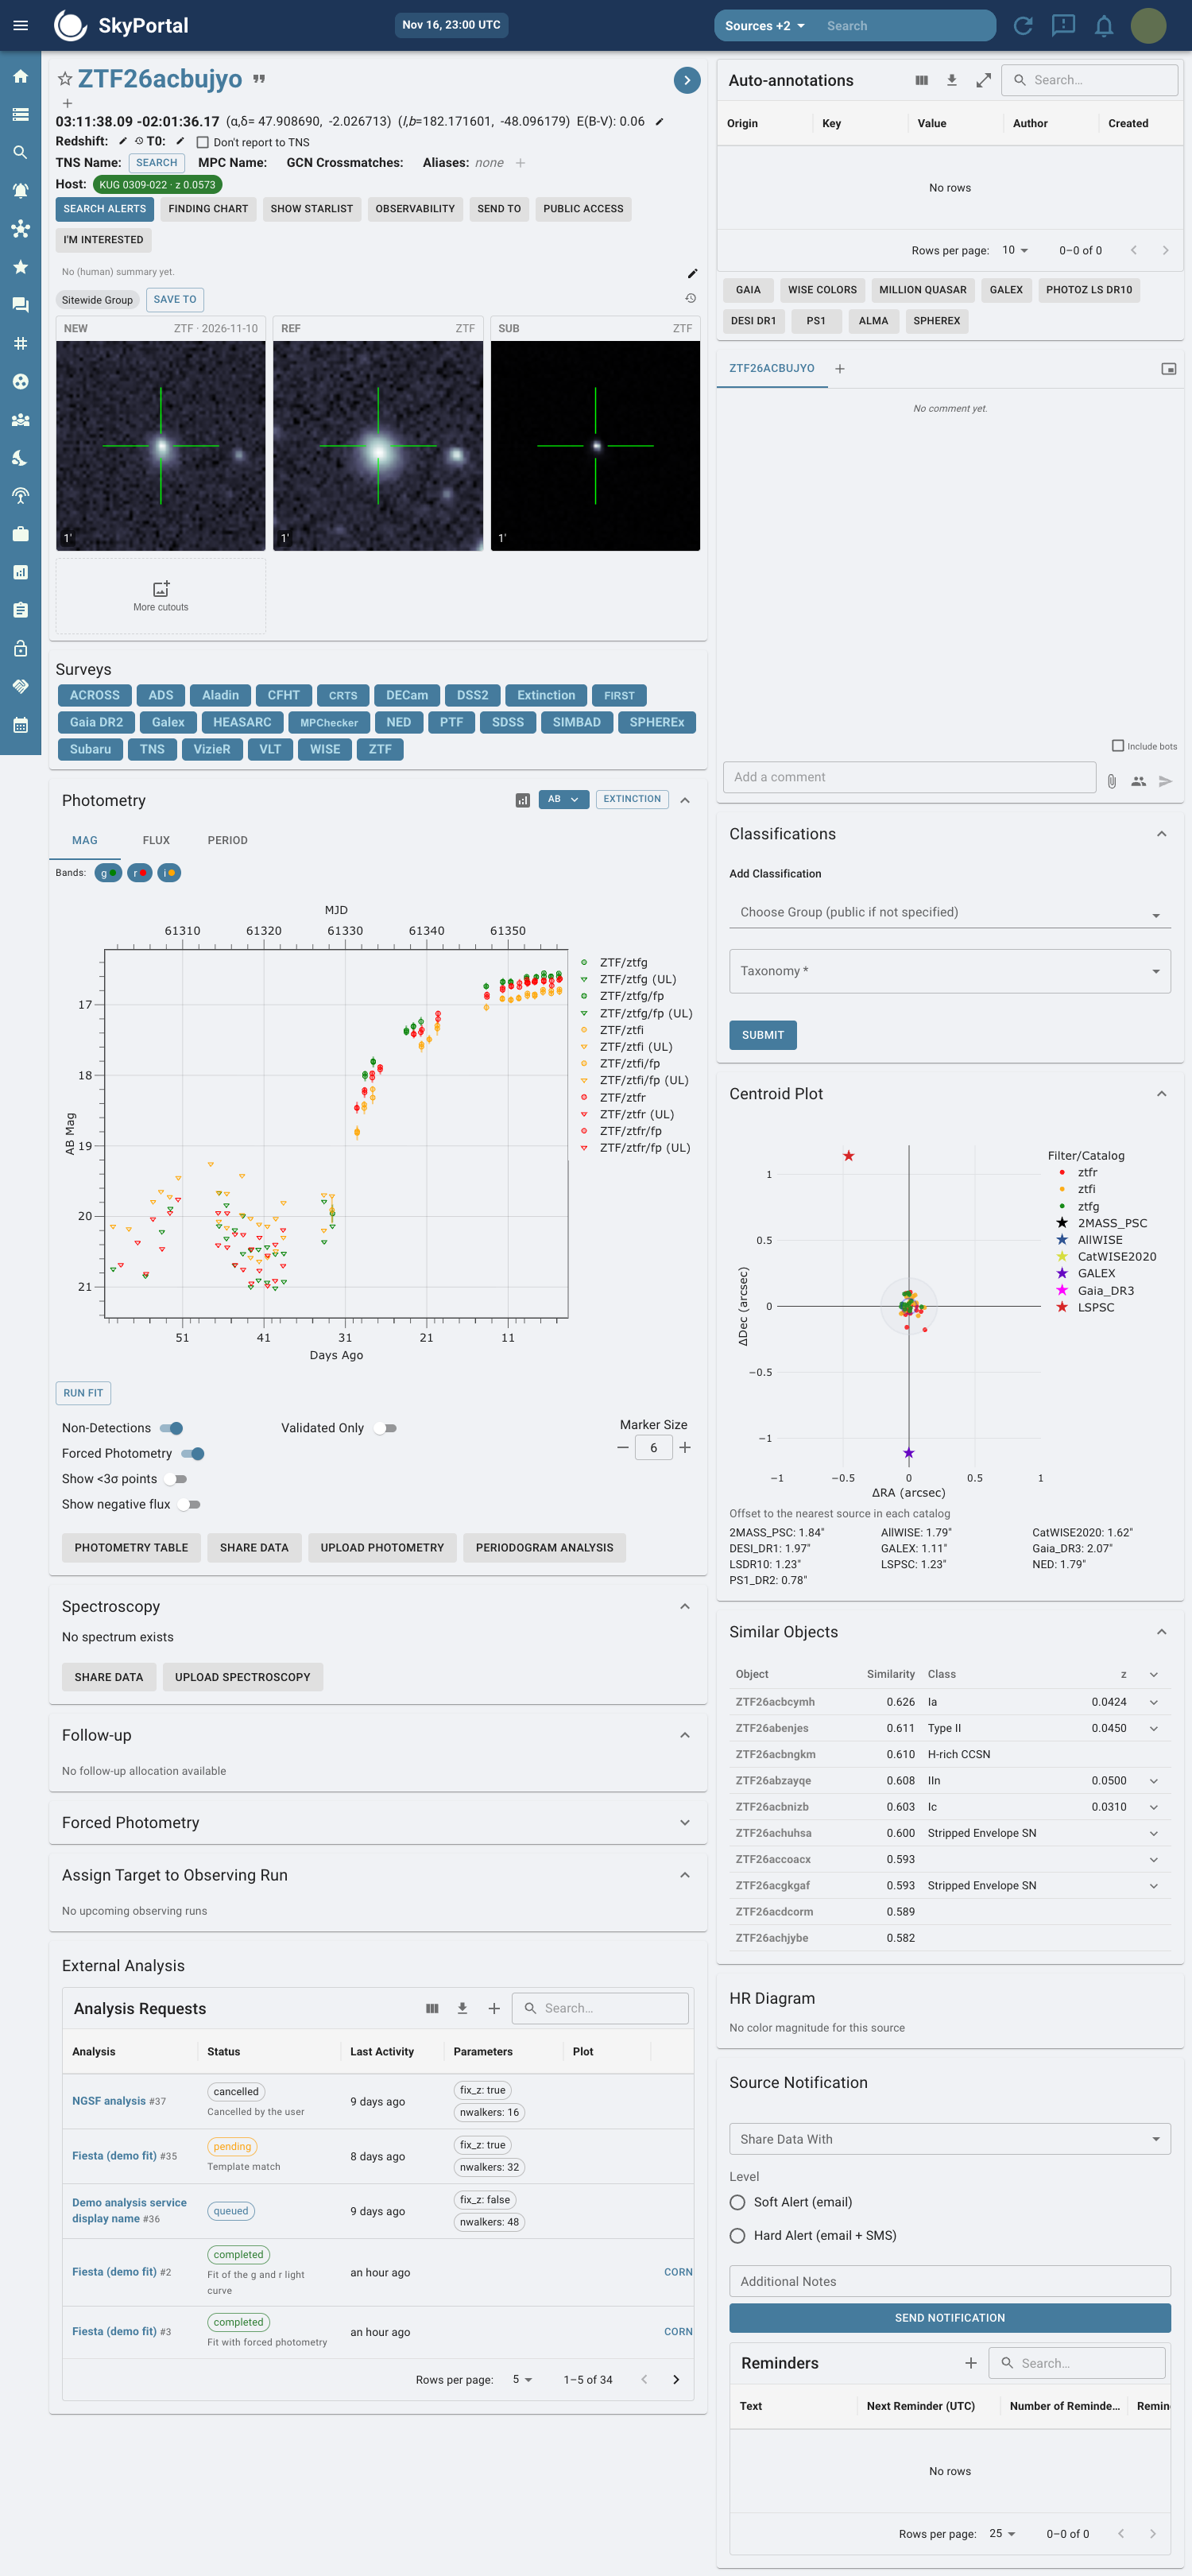 SkyPortal
Nov 16, 23:00 UTC
Sources +2
Search
ZTF26acbujyo
03:11:38.09 -02:01:36.17 (α,δ= 47.908690, -2.026713) (l,b=182.171601, -48.096179) E(B-V): 0.06
Redshift: T0: Don't report to TNS
TNS Name: SEARCH MPC Name: GCN Crossmatches: Aliases: none
Host: KUG 0309-022 · z 0.0573
SEARCH ALERTS FINDING CHART SHOW STARLIST OBSERVABILITY SEND TO PUBLIC ACCESS
I'M INTERESTED
No (human) summary yet.
Sitewide Group SAVE TO
NEW ZTF · 2026-11-10 REF ZTF SUB ZTF
1' 1' 1'
More cutouts
Surveys
ACROSS ADS Aladin CFHT CRTS DECam DSS2 Extinction FIRST
Gaia DR2 Galex HEASARC MPChecker NED PTF SDSS SIMBAD SPHEREx
Subaru TNS VizieR VLT WISE ZTF
Photometry
AB EXTINCTION
MAG FLUX PERIOD
Bands: g r i
MJD
61310 61320 61330 61340 61350
17
18
19
20
21
AB Mag
51 41 31 21 11
Days Ago
ZTF/ztfg
ZTF/ztfg (UL)
ZTF/ztfg/fp
ZTF/ztfg/fp (UL)
ZTF/ztfi
ZTF/ztfi (UL)
ZTF/ztfi/fp
ZTF/ztfi/fp (UL)
ZTF/ztfr
ZTF/ztfr (UL)
ZTF/ztfr/fp
ZTF/ztfr/fp (UL)
RUN FIT
Non-Detections Validated Only Marker Size
6
Forced Photometry
Show <3σ points
Show negative flux
PHOTOMETRY TABLE SHARE DATA UPLOAD PHOTOMETRY PERIODOGRAM ANALYSIS
Spectroscopy
No spectrum exists
SHARE DATA UPLOAD SPECTROSCOPY
Follow-up
No follow-up allocation available
Forced Photometry
Assign Target to Observing Run
No upcoming observing runs
External Analysis
Analysis Requests
Search...
Analysis Status Last Activity Parameters Plot
NGSF analysis #37 cancelled Cancelled by the user 9 days ago fix_z: true nwalkers: 16
Fiesta (demo fit) #35 pending Template match 8 days ago fix_z: true nwalkers: 32
Demo analysis service display name #36 queued 9 days ago fix_z: false nwalkers: 48
Fiesta (demo fit) #2 completed Fit of the g and r light curve an hour ago CORN
Fiesta (demo fit) #3 completed Fit with forced photometry an hour ago CORN
Rows per page: 5 1–5 of 34
Auto-annotations
Search...
Origin Key Value Author Created
No rows
Rows per page: 10 0–0 of 0
GAIA WISE COLORS MILLION QUASAR GALEX PHOTOZ LS DR10
DESI DR1 PS1 ALMA SPHEREX
ZTF26ACBUJYO
No comment yet.
Include bots
Add a comment
Classifications
Add Classification
Choose Group (public if not specified)
Taxonomy *
SUBMIT
Centroid Plot
1
0.5
0
−0.5
−1
ΔDec (arcsec)
−1 −0.5 0 0.5 1
ΔRA (arcsec)
Filter/Catalog
ztfr
ztfi
ztfg
2MASS_PSC
AllWISE
CatWISE2020
GALEX
Gaia_DR3
LSPSC
Offset to the nearest source in each catalog
2MASS_PSC: 1.84" AllWISE: 1.79" CatWISE2020: 1.62"
DESI_DR1: 1.97" GALEX: 1.11" Gaia_DR3: 2.07"
LSDR10: 1.23" LSPSC: 1.23" NED: 1.79"
PS1_DR2: 0.78"
Similar Objects
Object Similarity Class z
ZTF26acbcymh 0.626 Ia 0.0424
ZTF26abenjes 0.611 Type II 0.0450
ZTF26acbngkm 0.610 H-rich CCSN
ZTF26abzayqe 0.608 IIn 0.0500
ZTF26acbnizb 0.603 Ic 0.0310
ZTF26achuhsa 0.600 Stripped Envelope SN
ZTF26accoacx 0.593
ZTF26acgkgaf 0.593 Stripped Envelope SN
ZTF26acdcorm 0.589
ZTF26achjybe 0.582
HR Diagram
No color magnitude for this source
Source Notification
Share Data With
Level
Soft Alert (email)
Hard Alert (email + SMS)
Additional Notes
SEND NOTIFICATION
Reminders
Search...
Text Next Reminder (UTC) Number of Reminde... Remin
No rows
Rows per page: 25 0–0 of 0